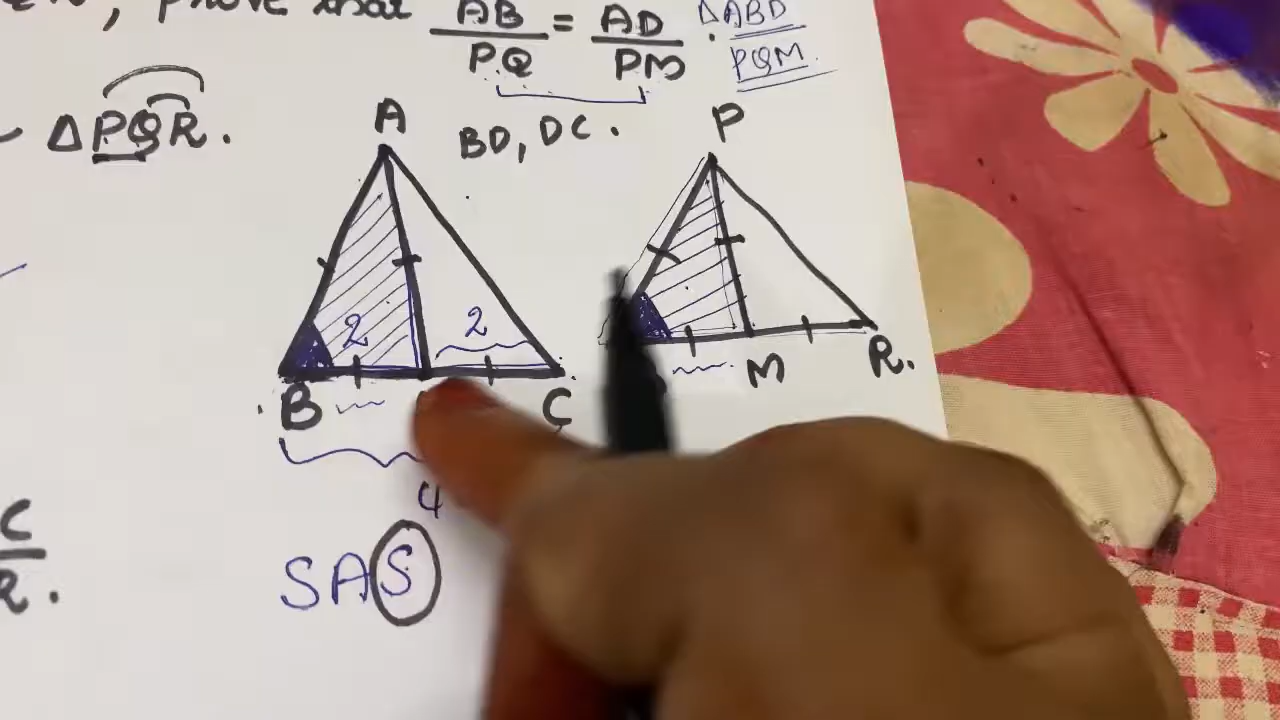 , prove that AB/PQ = AD/PM . ΔABD/PQM.
ΔPQR.
A
BD, DC.
P
2
2
B
C
M
R.
4
C/R.
SAS